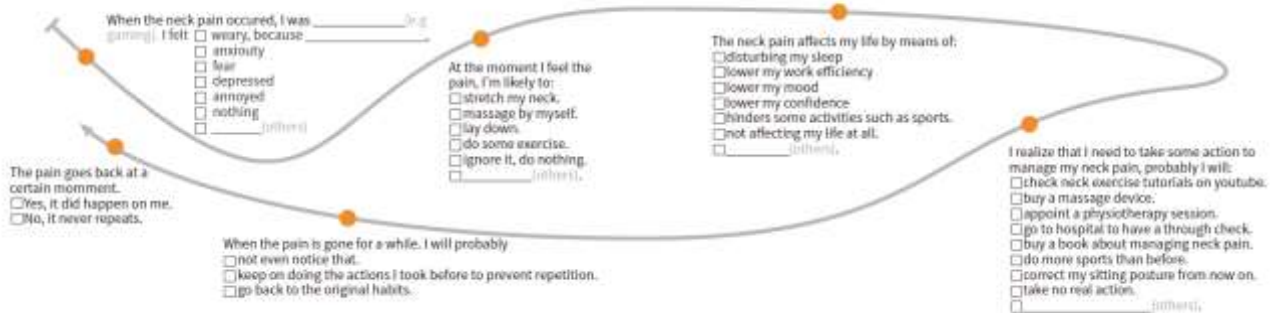 When the neck pain occured, I was ______________[e.g
gaming]. I felt □ weary, because ____________________.
□ anxiouty
□ fear
□ depressed
□ annoyed
□ nothing
□ ________[others]
At the moment I feel the
pain, I'm likely to:
□stretch my neck.
□massage by myself.
□lay down.
□do some exercise.
□ignore it, do nothing.
□___________[others].
The neck pain affects my life by means of:
□disturbing my sleep
□lower my work efficiency
□lower my mood
□lower my confidence
□hinders some activities such as sports.
□not affecting my life at all.
□__________[others].
I realize that I need to take some action to
manage my neck pain, probably I will:
□check neck exercise tutorials on youtube.
□buy a massage device.
□appoint a physiotherapy session.
□go to hospital to have a through check.
□buy a book about managing neck pain.
□do more sports than before.
□correct my sitting posture from now on.
□take no real action.
□____________________[others].
When the pain is gone for a while. I will probably
□not even notice that.
□keep on doing the actions I took before to prevent repetition.
□go back to the original habits.
The pain goes back at a
certain momment.
□Yes, it did happen on me.
□No, it never repeats.